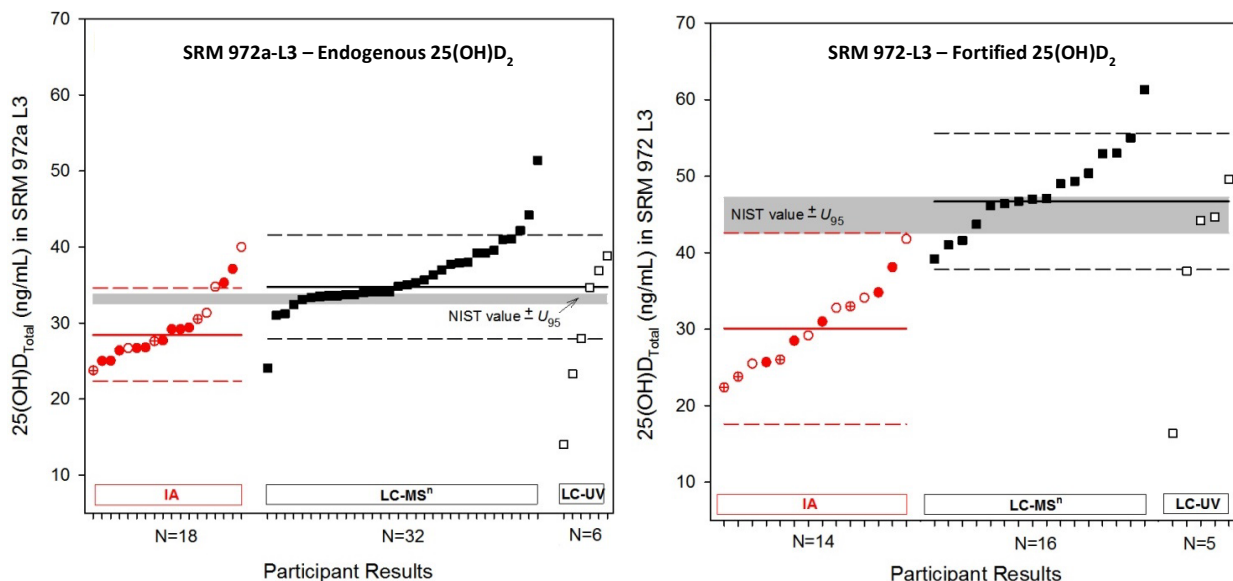 SRM 972a-L3 – Endogenous 25(OH)D₂
25(OH)D_Total (ng/mL) in SRM 972a L3
70
60
50
40
30
20
10
NIST value ± U₉₅
IA
LC-MSⁿ
LC-UV
N=18
N=32
N=6
Participant Results
SRM 972-L3 – Fortified 25(OH)D₂
25(OH)D_Total (ng/mL) in SRM 972 L3
70
60
50
40
30
20
10
NIST value ± U₉₅
IA
LC-MSⁿ
LC-UV
N=14
N=16
N=5
Participant Results